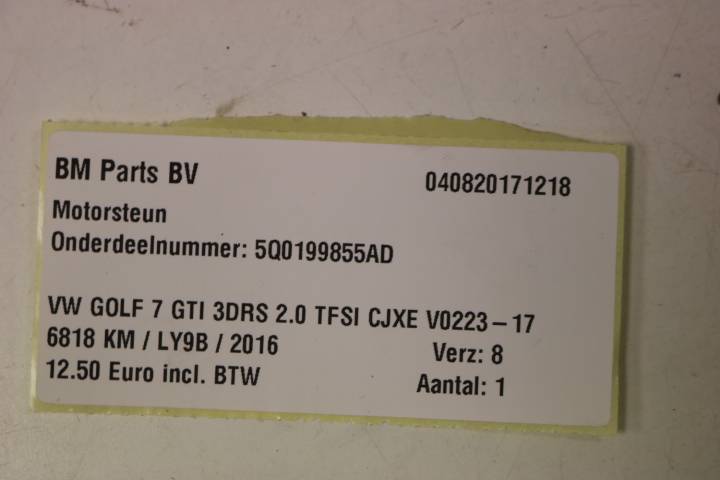 BM Parts BV 040820171218
Motorsteun
Onderdeelnummer: 5Q0199855AD
VW GOLF 7 GTI 3DRS 2.0 TFSI CJXE V0223-17
6818 KM / LY9B / 2016 Verz: 8
12.50 Euro incl. BTW Aantal: 1